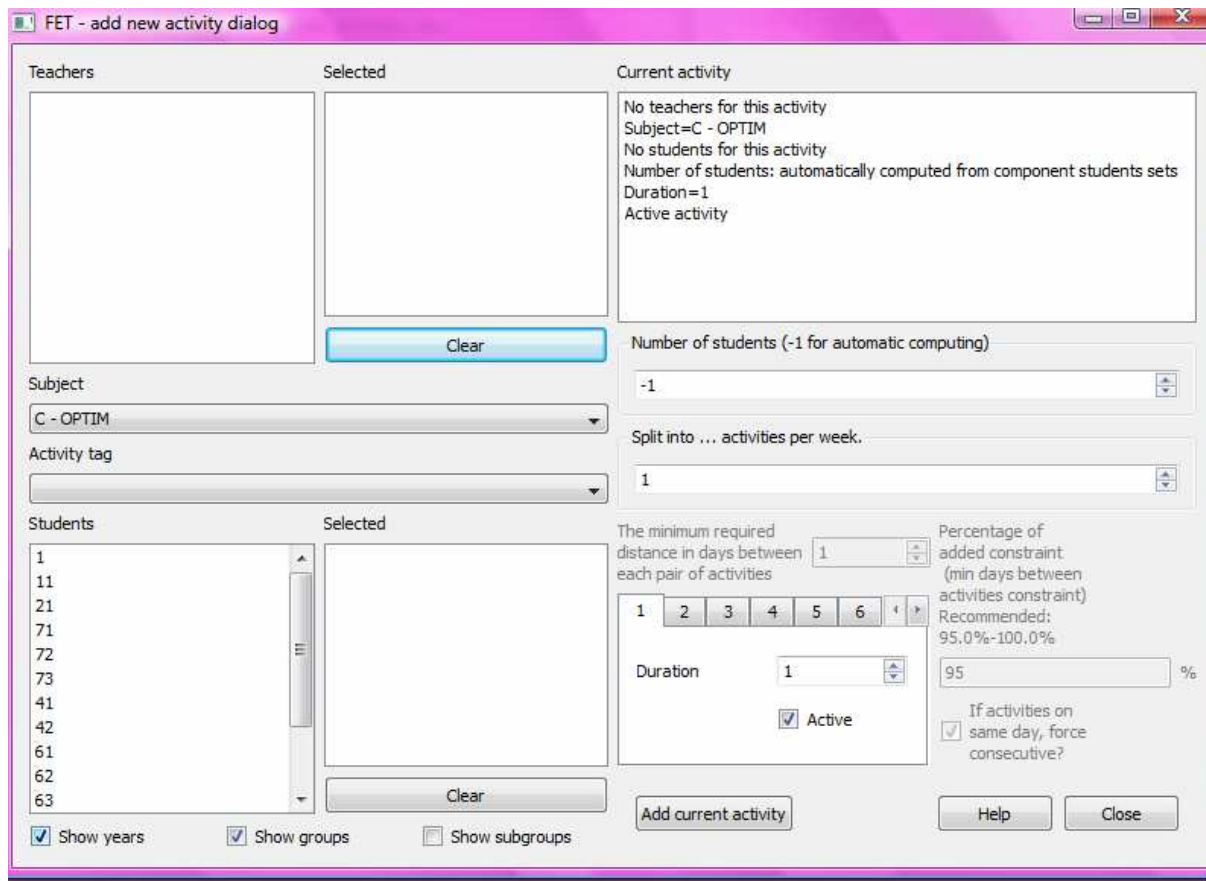 FET - add new activity dialog
Teachers
Selected
Clear
Subject
C - OPTIM
Activity tag
Students
1
11
21
71
72
73
41
42
61
62
63
Selected
Clear
Show years
Show groups
Show subgroups
Current activity
No teachers for this activity
Subject=C - OPTIM
No students for this activity
Number of students: automatically computed from component students sets
Duration=1
Active activity
Number of students (-1 for automatic computing)
-1
Split into ... activities per week.
1
The minimum required
distance in days between
each pair of activities
1
1 2 3 4 5 6
Duration 1
Active
Percentage of
added constraint
(min days between
activities constraint)
Recommended:
95.0%-100.0%
95 %
If activities on
same day, force
consecutive?
Add current activity
Help
Close